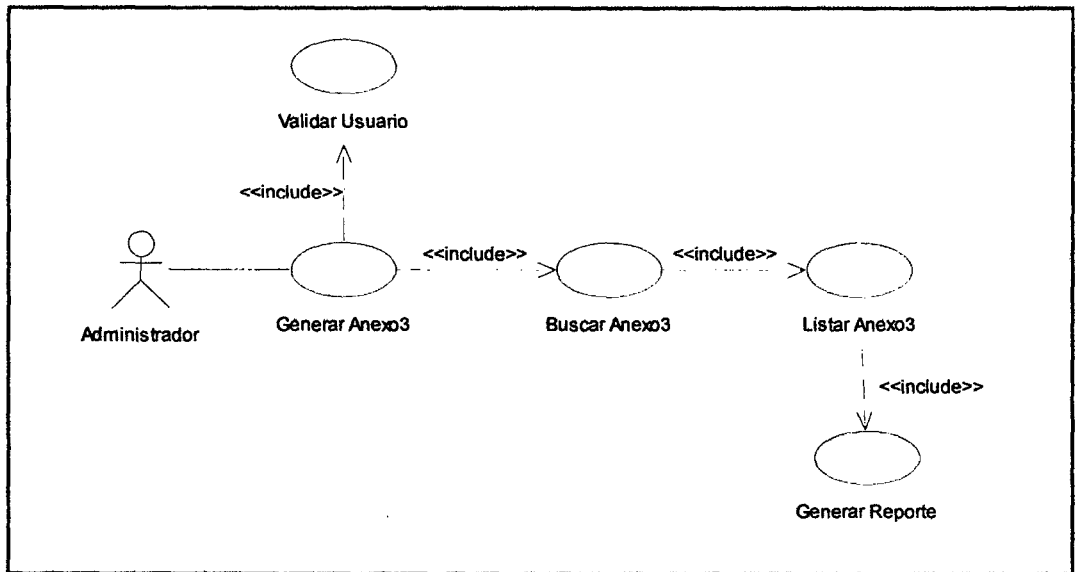 Validar Usuario
<<include>>
<<include>>
<<include>>
Administrador
Generar Anexo3
Buscar Anexo3
Listar Anexo3
<<include>>
Generar Reporte